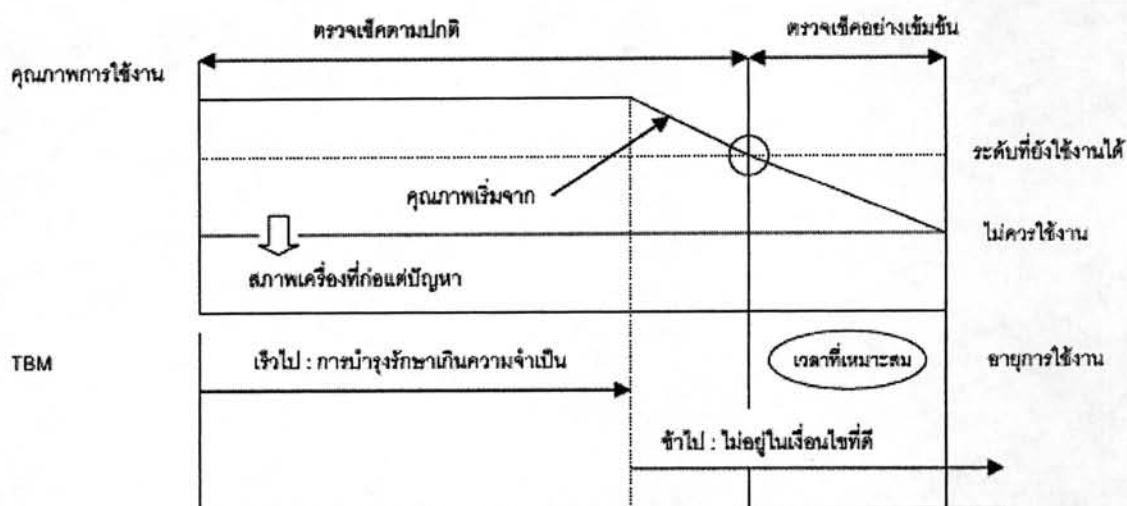 ตรวจเช็คตามปกติ
ตรวจเช็คอย่างเข้มข้น
คุณภาพการใช้งาน
ระดับที่ยังใช้งานได้
คุณภาพเริ่มจาก
ไม่ควรใช้งาน
สภาพเครื่องที่ก่อแต่ปัญหา
TBM
เร็วไป : การบำรุงรักษาเกินความจำเป็น
เวลาที่เหมาะสม
อายุการใช้งาน
ช้าไป : ไม่อยู่ในเงื่อนไขที่ดี